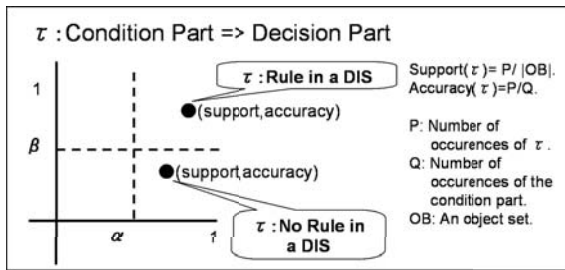 τ :Condition Part => Decision Part
τ :Rule in a DIS
1
(support,accuracy)
β
(support,accuracy)
τ :No Rule in
a DIS
α
1
Support(τ)= P/ |OB|.
Accuracy(τ)=P/Q.
P: Number of
occurences of τ .
Q: Number of
occurences of the
condition part.
OB: An object set.